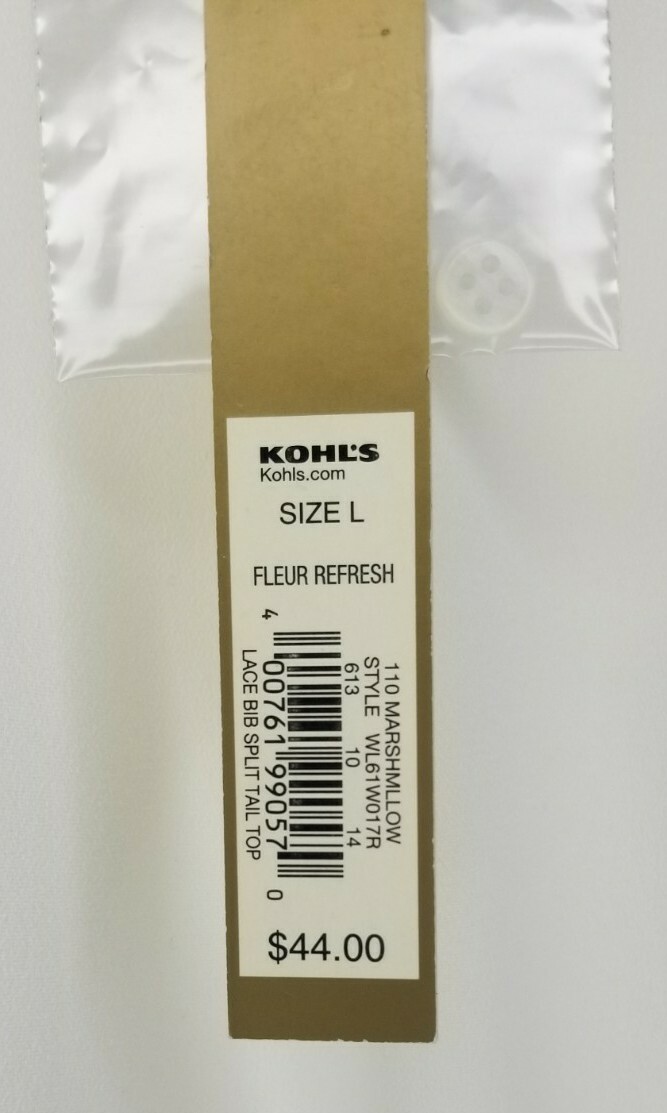 KOHL'S
Kohls.com
SIZE L
FLEUR REFRESH
110 MARSHMLLOW
STYLE WL61W017R
613 10 14
4 00761 99057 0
LACE BIB SPLIT TAIL TOP
$44.00